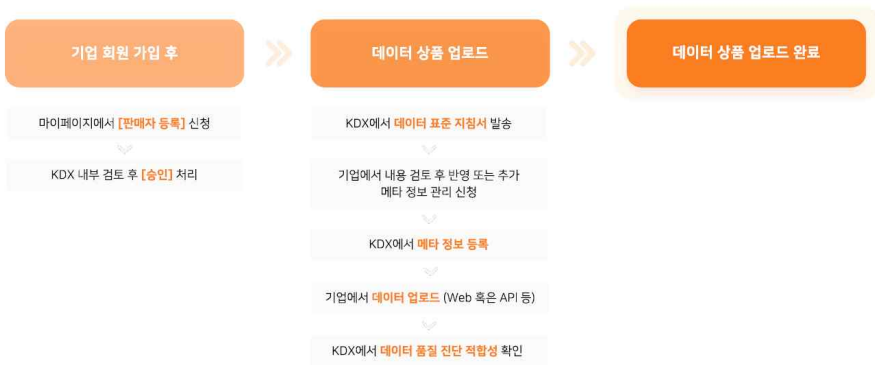 기업 회원 가입 후
마이페이지에서 [판매자 등록] 신청
KDX 내부 검토 후 [승인] 처리
데이터 상품 업로드
KDX에서 데이터 표준 지침서 발송
기업에서 내용 검토 후 반영 또는 추가
메타 정보 관리 신청
KDX에서 메타 정보 등록
기업에서 데이터 업로드 (Web 혹은 API 등)
KDX에서 데이터 품질 진단 적합성 확인
데이터 상품 업로드 완료